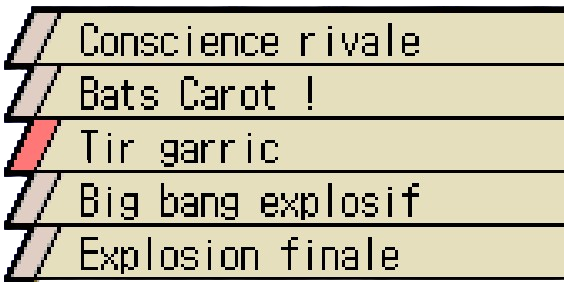 Conscience rivale
Bats Carot !
Tir garric
Big bang explosif
Explosion finale